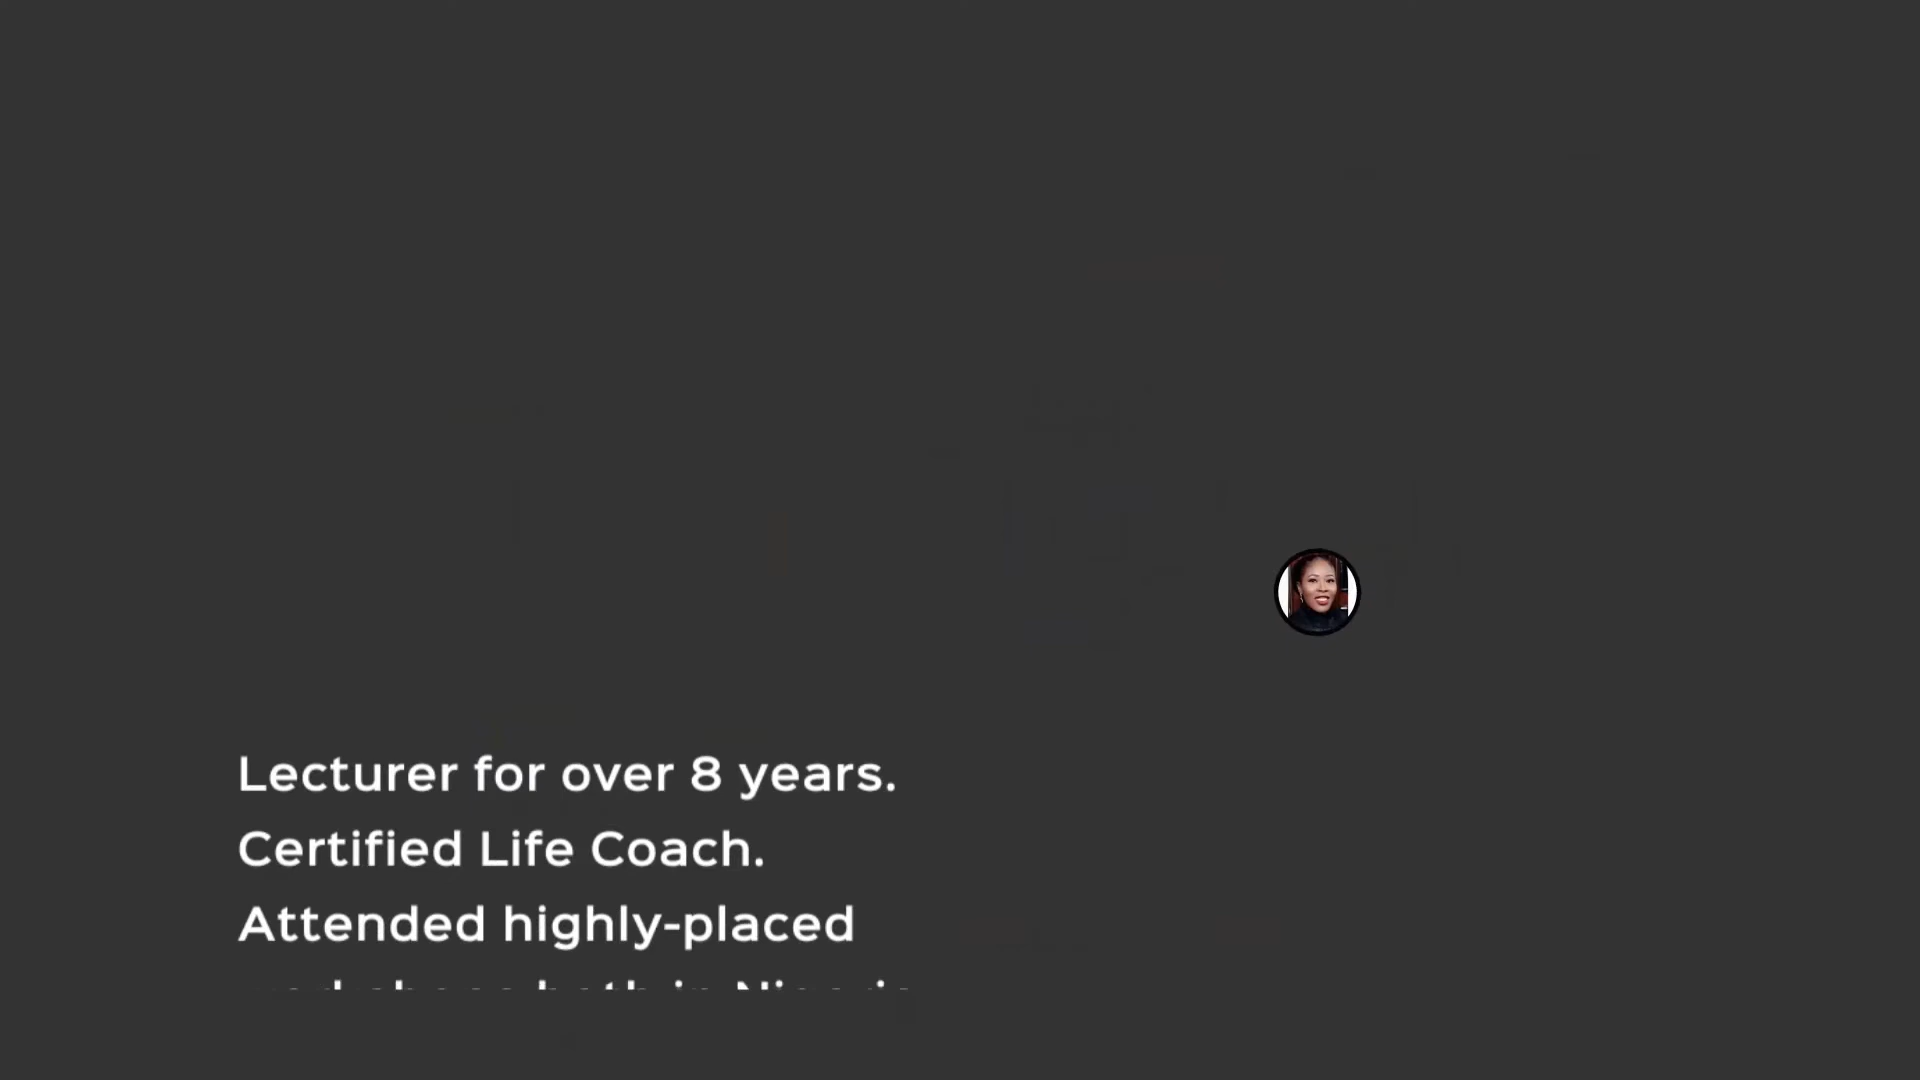 Lecturer for over 8 years.
Certified Life Coach.
Attended highly-placed